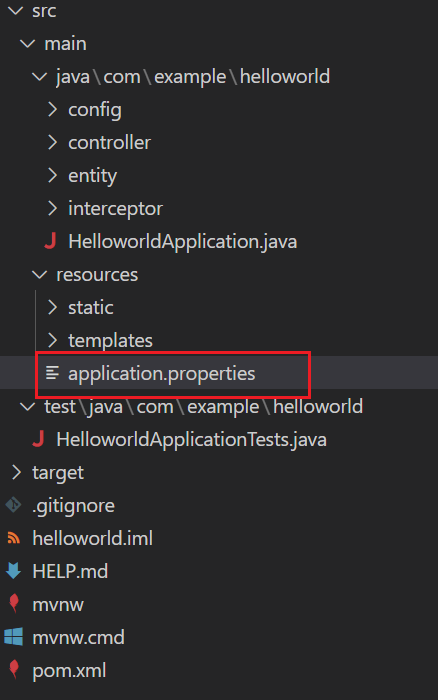 src
main
java\com\example\helloworld
config
controller
entity
interceptor
HelloworldApplication.java
resources
static
templates
application.properties
test\java\com\example\helloworld
HelloworldApplicationTests.java
target
.gitignore
helloworld.iml
HELP.md
mvnw
mvnw.cmd
pom.xml